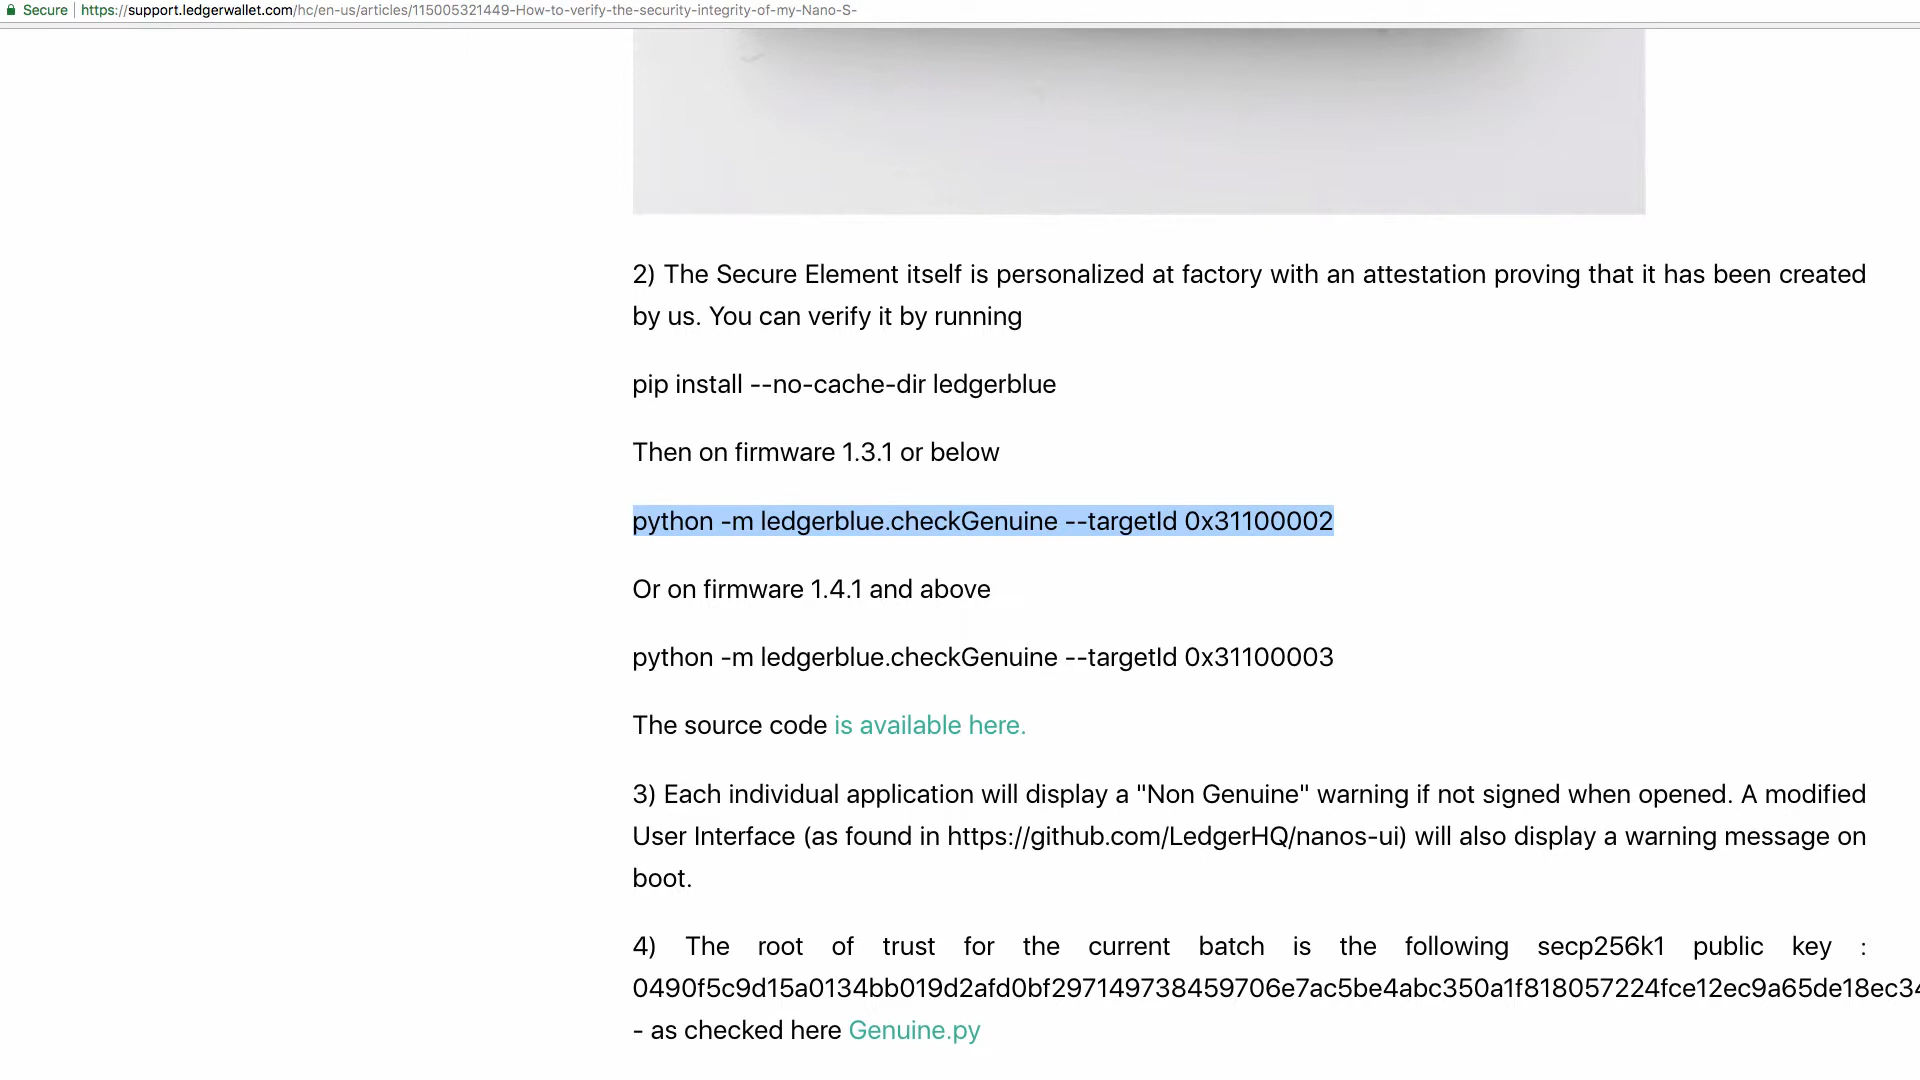 Secure https://support.ledgerwallet.com/hc/en-us/articles/115005321449-How-to-verify-the-security-integrity-of-my-Nano-S-
2) The Secure Element itself is personalized at factory with an attestation proving that it has been created
by us. You can verify it by running
pip install --no-cache-dir ledgerblue
Then on firmware 1.3.1 or below
python -m ledgerblue.checkGenuine --targetId 0x31100002
Or on firmware 1.4.1 and above
python -m ledgerblue.checkGenuine --targetId 0x31100003
The source code is available here.
3) Each individual application will display a "Non Genuine" warning if not signed when opened. A modified
User Interface (as found in https://github.com/LedgerHQ/nanos-ui) will also display a warning message on
boot.
4) The root of trust for the current batch is the following secp256k1 public key :
0490f5c9d15a0134bb019d2afd0bf297149738459706e7ac5be4abc350a1f818057224fce12ec9a65de18ec34
- as checked here Genuine.py